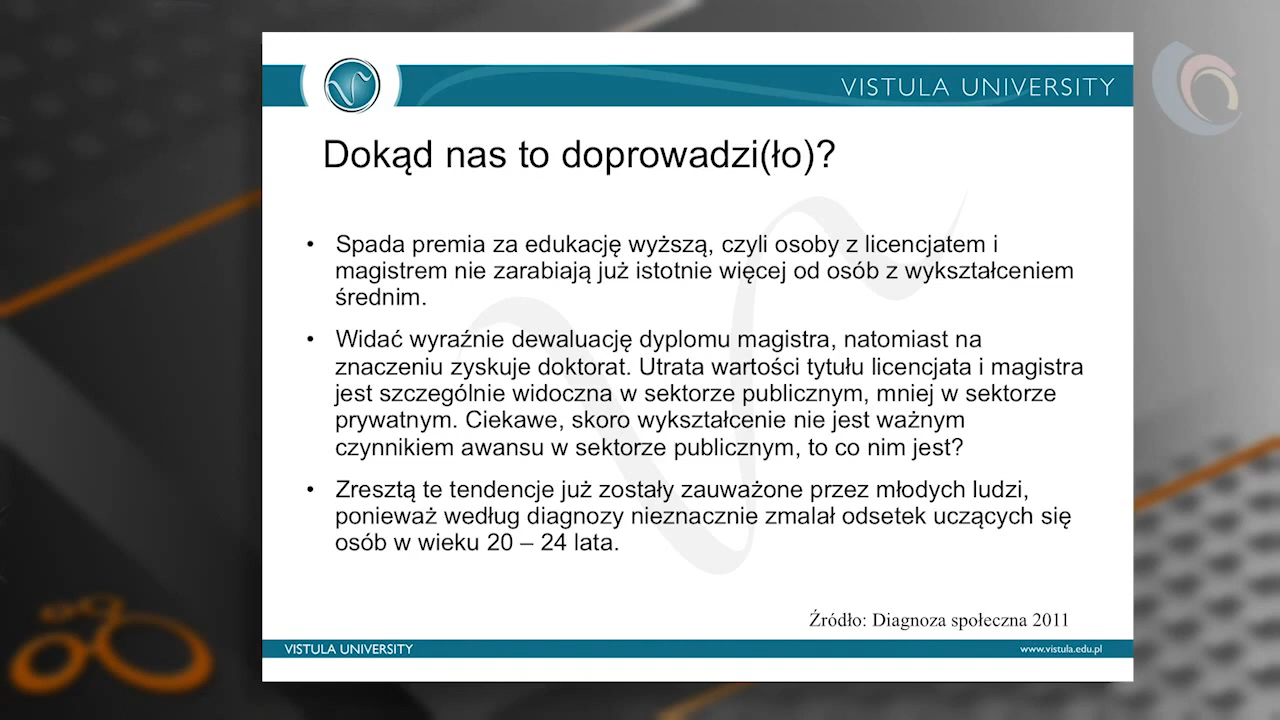 VISTULA UNIVERSITY
Dokąd nas to doprowadzi(ło)?
• Spada premia za edukację wyższą, czyli osoby z licencjatem i
magistrem nie zarabiają już istotnie więcej od osób z wykształceniem
średnim.
• Widać wyraźnie dewaluację dyplomu magistra, natomiast na
znaczeniu zyskuje doktorat. Utrata wartości tytułu licencjata i magistra
jest szczególnie widoczna w sektorze publicznym, mniej w sektorze
prywatnym. Ciekawe, skoro wykształcenie nie jest ważnym
czynnikiem awansu w sektorze publicznym, to co nim jest?
• Zresztą te tendencje już zostały zauważone przez młodych ludzi,
ponieważ według diagnozy nieznacznie zmalał odsetek uczących się
osób w wieku 20 – 24 lata.
Źródło: Diagnoza społeczna 2011
VISTULA UNIVERSITY
www.vistula.edu.pl